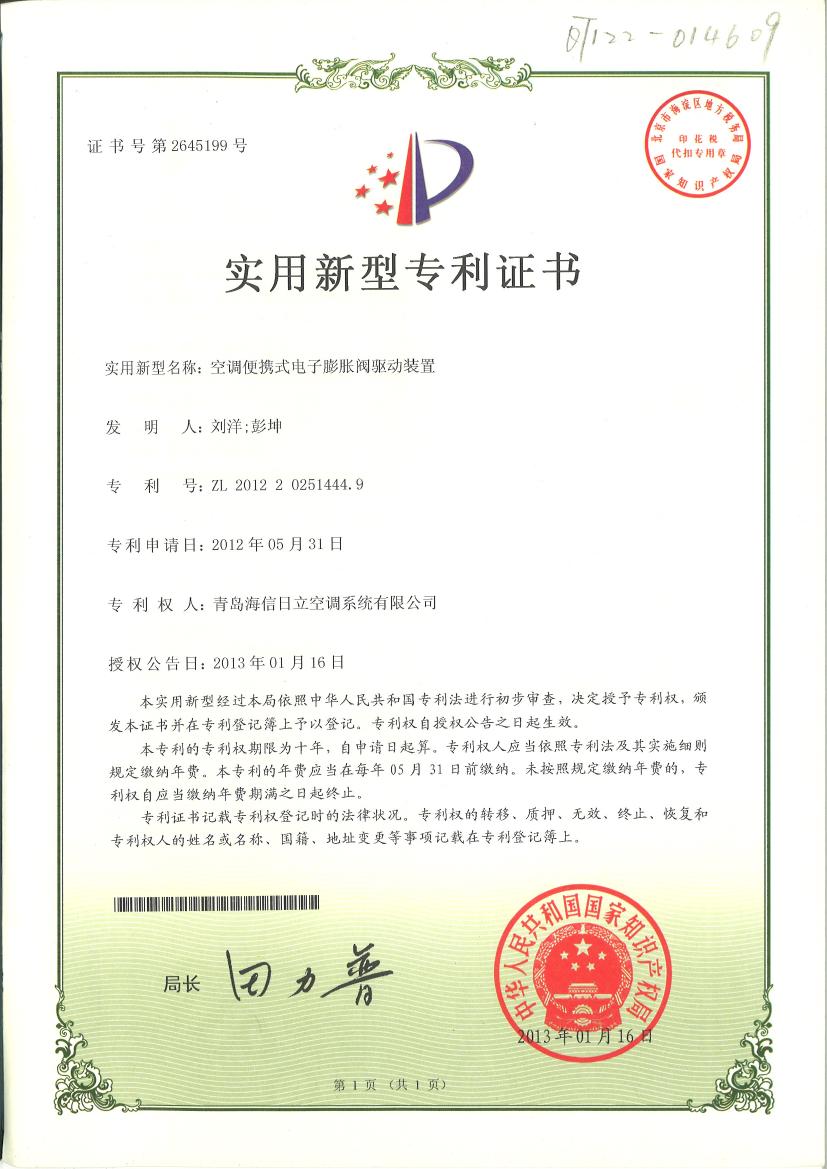 证书号第2645199号
北京市海淀区地方税务局
印花税
代扣专用章
国家知识产权局
实用新型专利证书
实用新型名称：空调便携式电子膨胀阀驱动装置
发明人：刘洋;彭坤
专利号：ZL 2012 2 0251444.9
专利申请日：2012年05月31日
专利权人：青岛海信日立空调系统有限公司
授权公告日：2013年01月16日
本实用新型经过本局依照中华人民共和国专利法进行初步审查，决定授予专利权，颁
发本证书并在专利登记簿上予以登记。专利权自授权公告之日起生效。
本专利的专利权期限为十年，自申请日起算。专利权人应当依照专利法及其实施细则
规定缴纳年费。本专利的年费应当在每年05月31日前缴纳。未按照规定缴纳年费的，专
利权自应当缴纳年费期满之日起终止。
专利证书记载专利权登记时的法律状况。专利权的转移、质押、无效、终止、恢复和
专利权人的姓名或名称、国籍、地址变更等事项记载在专利登记簿上。
局长 田力普
中华人民共和国国家知识产权局
2013年01月16日
第1页（共1页）